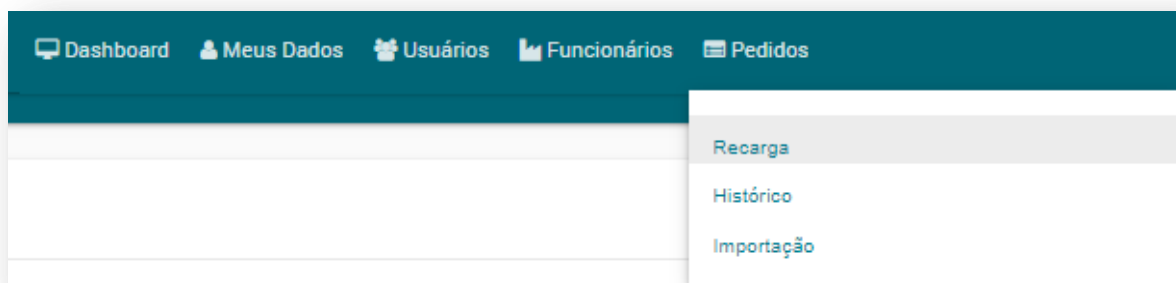 Dashboard Meus Dados Usuários Funcionários Pedidos
Recarga
Histórico
Importação